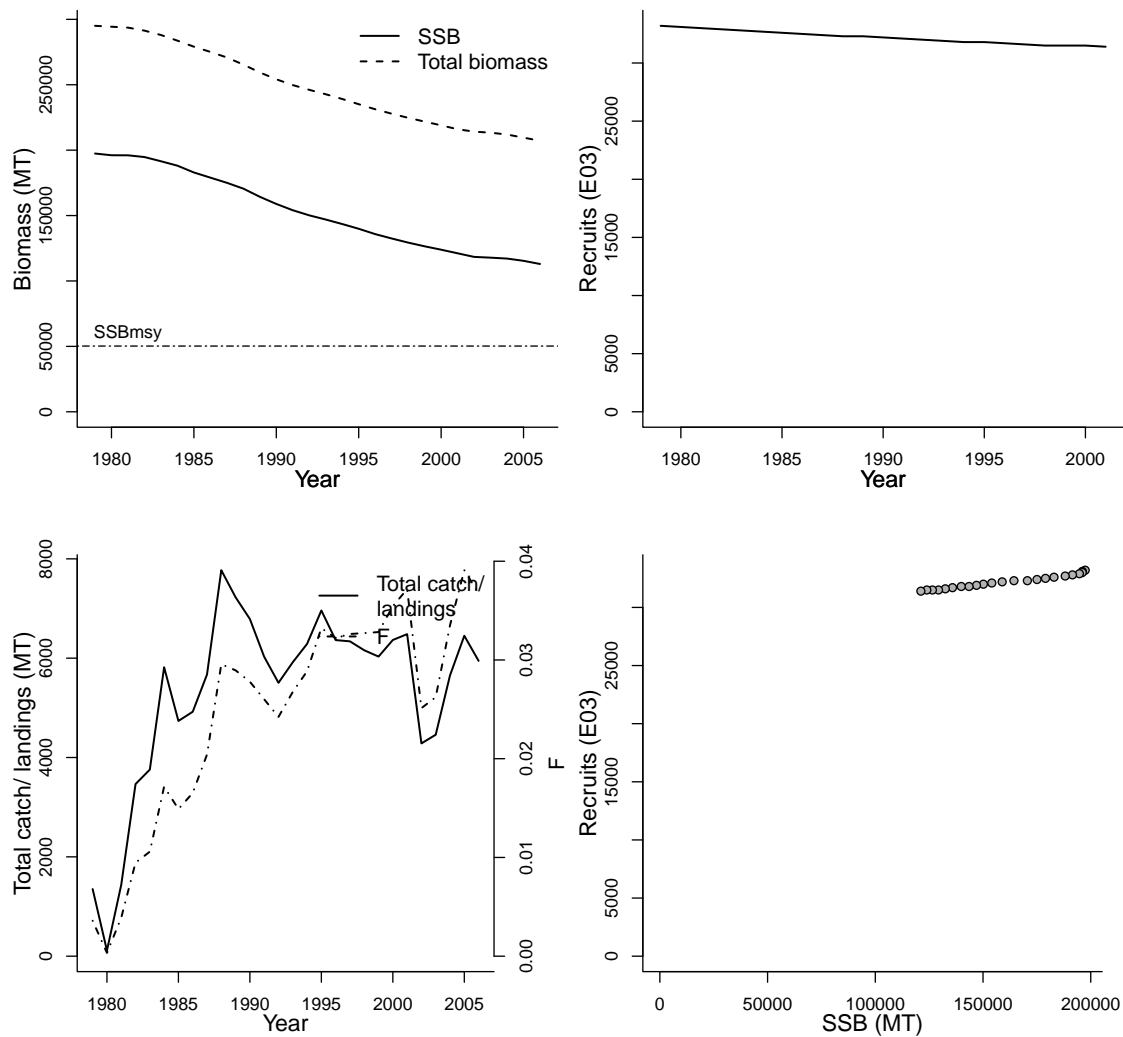 SSB
Total biomass
SSBmsy
Biomass (MT)
0
50000
150000
250000
1980 1985 1990 1995 2000 2005
Year
Recruits (E03)
0
5000
15000
25000
1980 1985 1990 1995 2000
Year
Total catch/
landings
F
Total catch/ landings (MT)
0
2000
4000
6000
8000
0.00
0.01
0.02
0.03
0.04
F
1980 1985 1990 1995 2000 2005
Year
Recruits (E03)
0
5000
15000
25000
0 50000 100000 150000 200000
SSB (MT)